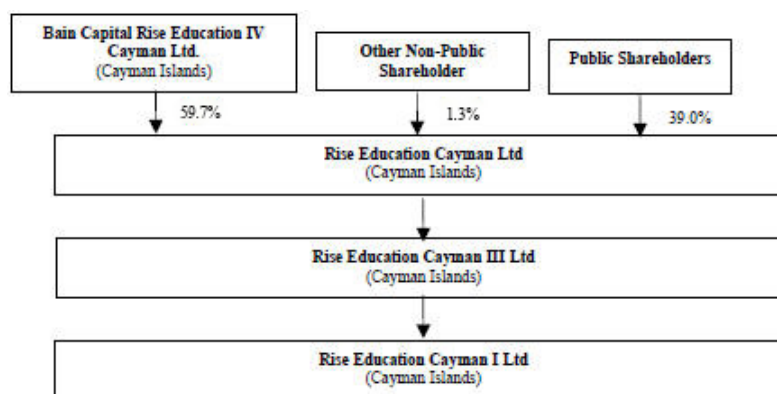 Bain Capital Rise Education IV
Cayman Ltd.
(Cayman Islands)
Other Non-Public
Shareholder
Public Shareholders
59.7%
1.3%
39.0%
Rise Education Cayman Ltd
(Cayman Islands)
Rise Education Cayman III Ltd
(Cayman Islands)
Rise Education Cayman I Ltd
(Cayman Islands)